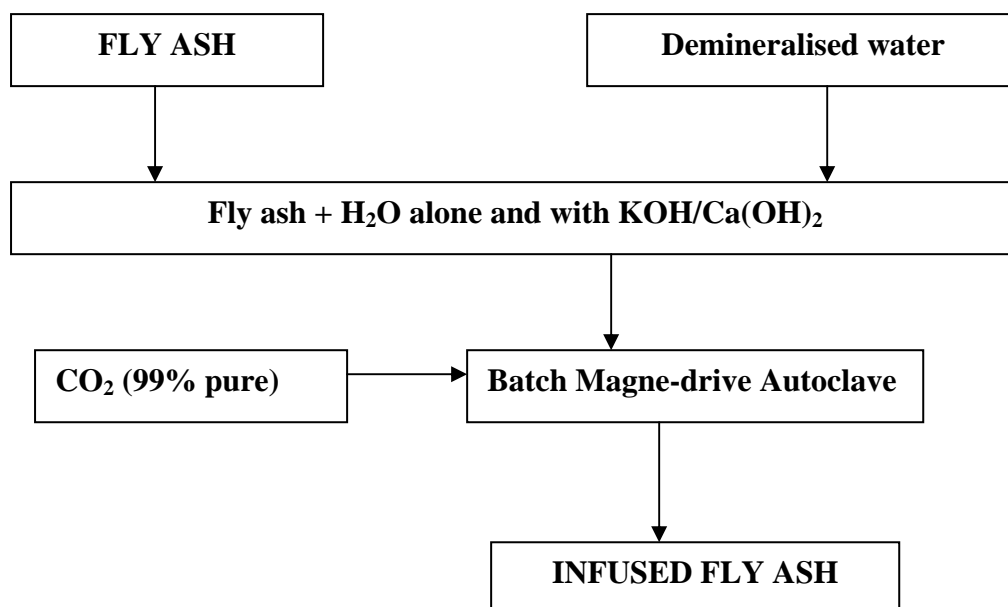 FLY ASH
Demineralised water
Fly ash + H₂O alone and with KOH/Ca(OH)₂
CO₂ (99% pure)
Batch Magne-drive Autoclave
INFUSED FLY ASH